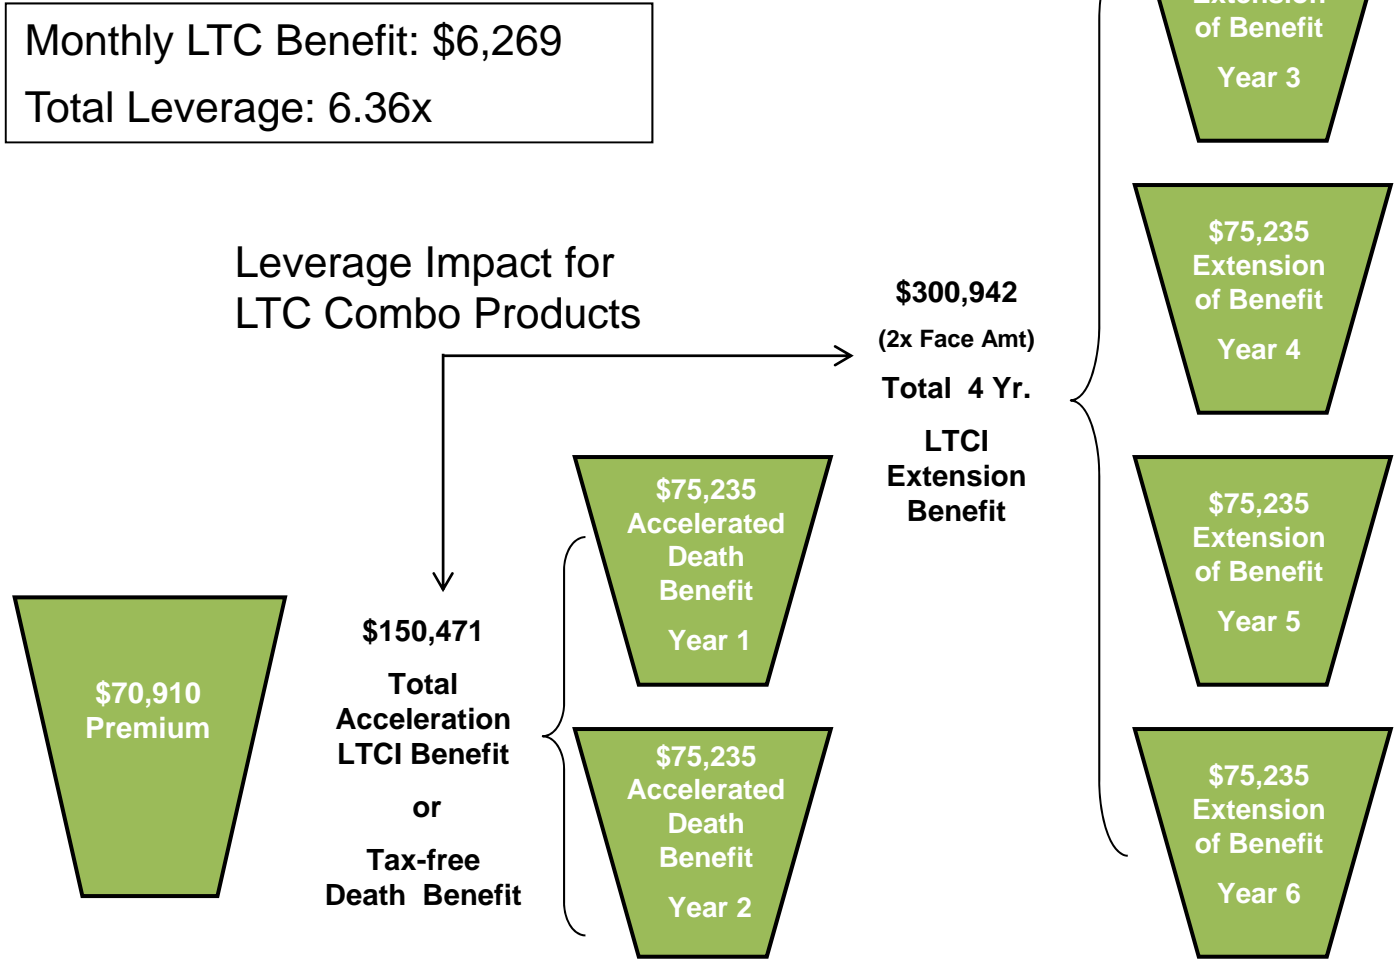 Monthly LTC Benefit: $6,269
Total Leverage: 6.36x
Leverage Impact for
LTC Combo Products
$70,910
Premium
$150,471
Total
Acceleration
LTCI Benefit
or
Tax-free
Death Benefit
$75,235
Accelerated
Death
Benefit
Year 1
$75,235
Accelerated
Death
Benefit
Year 2
$300,942
(2x Face Amt)
Total 4 Yr.
LTCI
Extension
Benefit
Extension
of Benefit
Year 3
$75,235
Extension
of Benefit
Year 4
$75,235
Extension
of Benefit
Year 5
$75,235
Extension
of Benefit
Year 6